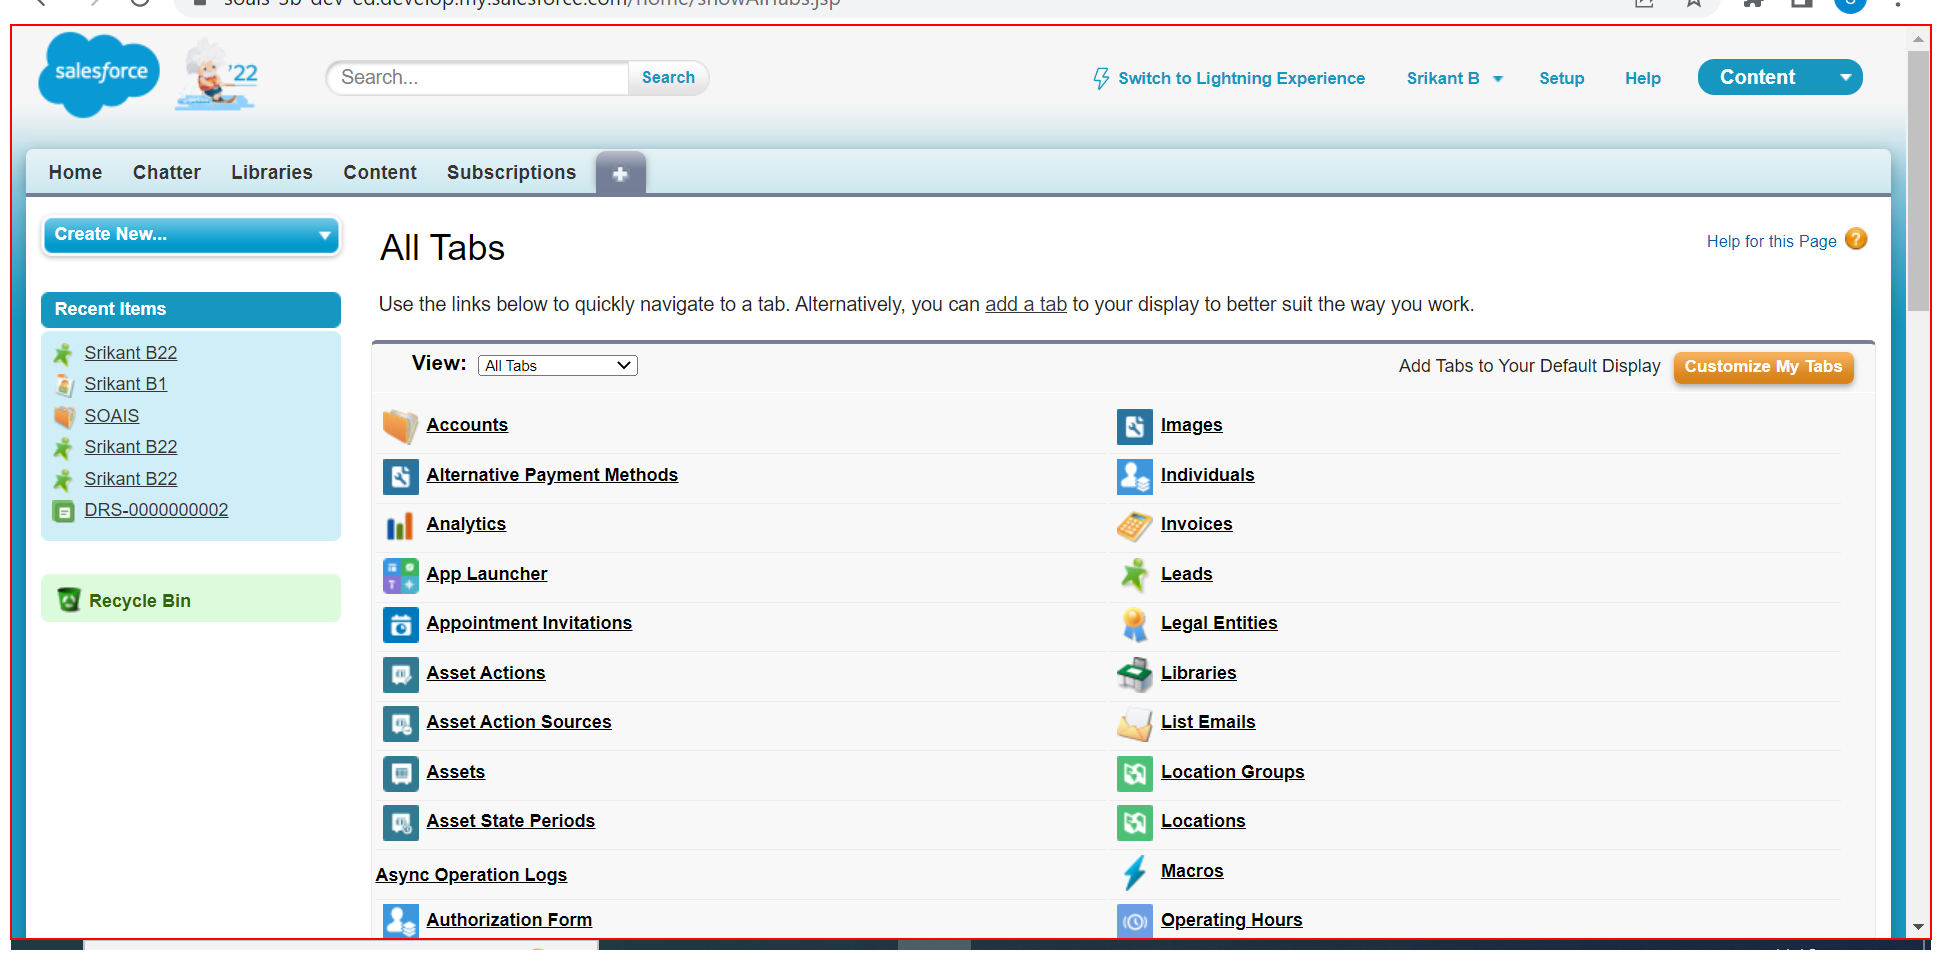 salesforce
'22
Search...
Search
Switch to Lightning Experience
Srikant B
Setup
Help
Content
Home
Chatter
Libraries
Content
Subscriptions
Create New...
Recent Items
Srikant B22
Srikant B1
SOAIS
Srikant B22
Srikant B22
DRS-0000000002
Recycle Bin
All Tabs
Help for this Page
Use the links below to quickly navigate to a tab. Alternatively, you can add a tab to your display to better suit the way you work.
View:
All Tabs
Add Tabs to Your Default Display
Customize My Tabs
Accounts
Alternative Payment Methods
Analytics
App Launcher
Appointment Invitations
Asset Actions
Asset Action Sources
Assets
Asset State Periods
Async Operation Logs
Authorization Form
Images
Individuals
Invoices
Leads
Legal Entities
Libraries
List Emails
Location Groups
Locations
Macros
Operating Hours